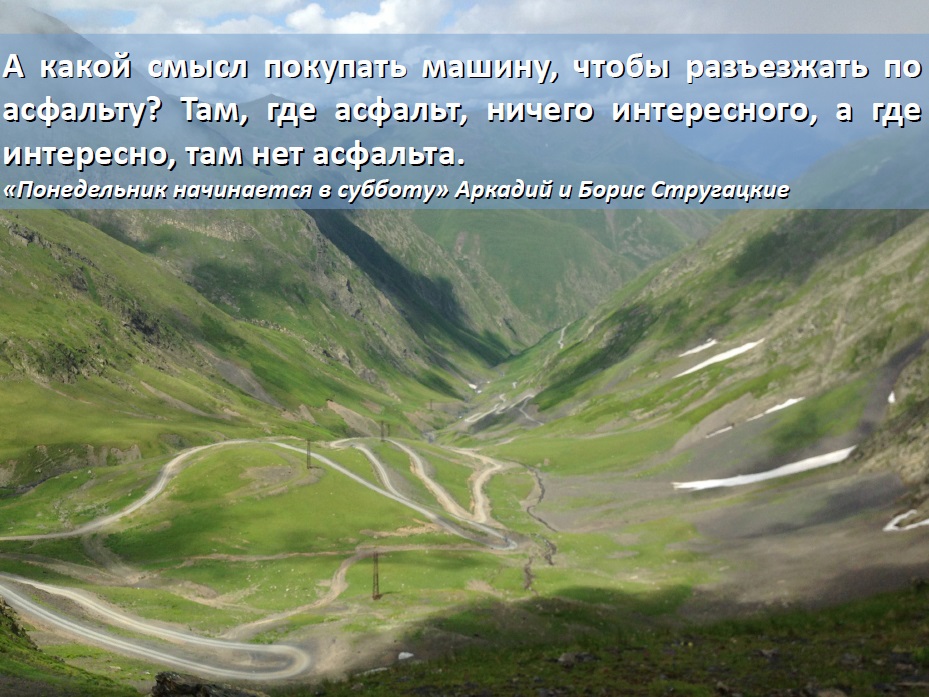 А какой смысл покупать машину, чтобы разъезжать по
асфальту? Там, где асфальт, ничего интересного, а где
интересно, там нет асфальта.
«Понедельник начинается в субботу» Аркадий и Борис Стругацкие